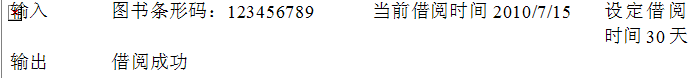 输入 图书条形码：123456789 当前借阅时间 2010/7/15 设定借阅
时间 30 天
输出 借阅成功